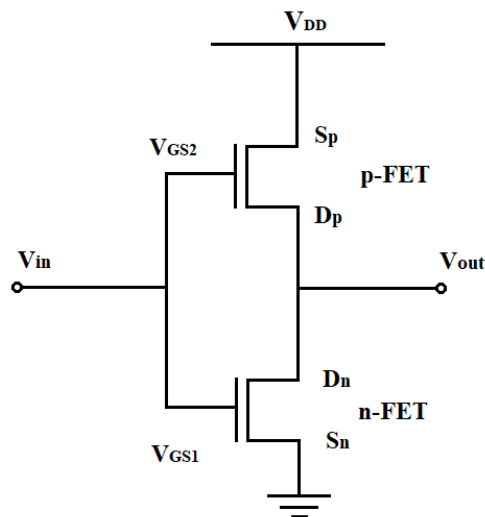 VDD
VGS2
Sp
p-FET
Dp
Vin
Vout
Dn
n-FET
Sn
VGS1